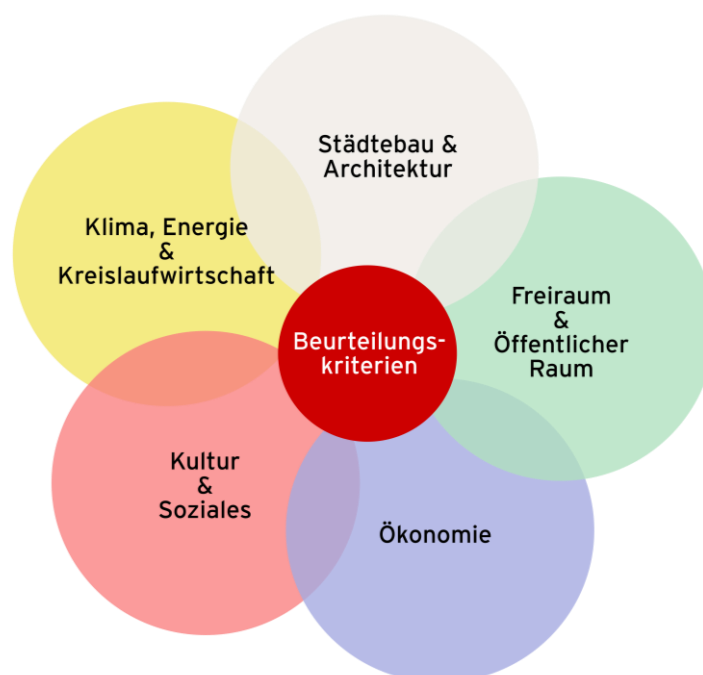 Städtebau &
Architektur
Klima, Energie
&
Kreislaufwirtschaft
Freiraum
&
Öffentlicher
Raum
Beurteilungs-
kriterien
Kultur
&
Soziales
Ökonomie